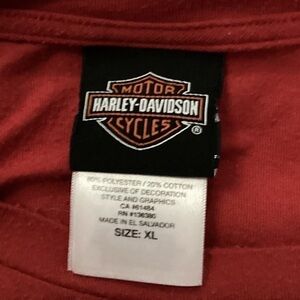 MOTOR
HARLEY-DAVIDSON
CYCLES
®
80% POLYESTER / 20% COTTON
EXCLUSIVE OF DECORATION
STYLE AND GRAPHICS
CA #61484
RN #136380
MADE IN EL SALVADOR
SIZE: XL